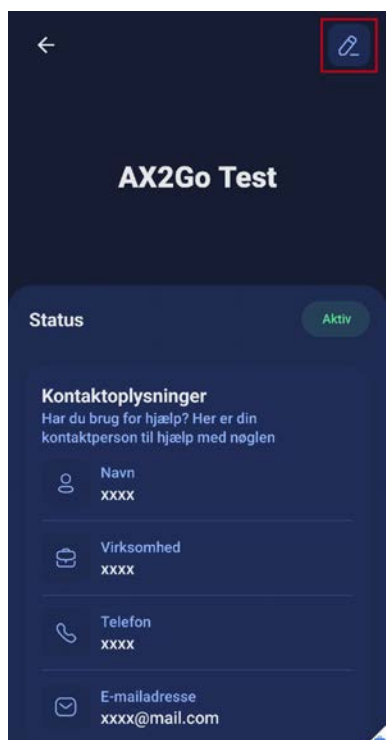 AX2Go Test
Status
Aktiv
Kontaktoplysninger
Har du brug for hjælp? Her er din
kontaktperson til hjælp med nøglen
Navn
xxxx
Virksomhed
xxxx
Telefon
xxxx
E-mailadresse
xxxx@mail.com